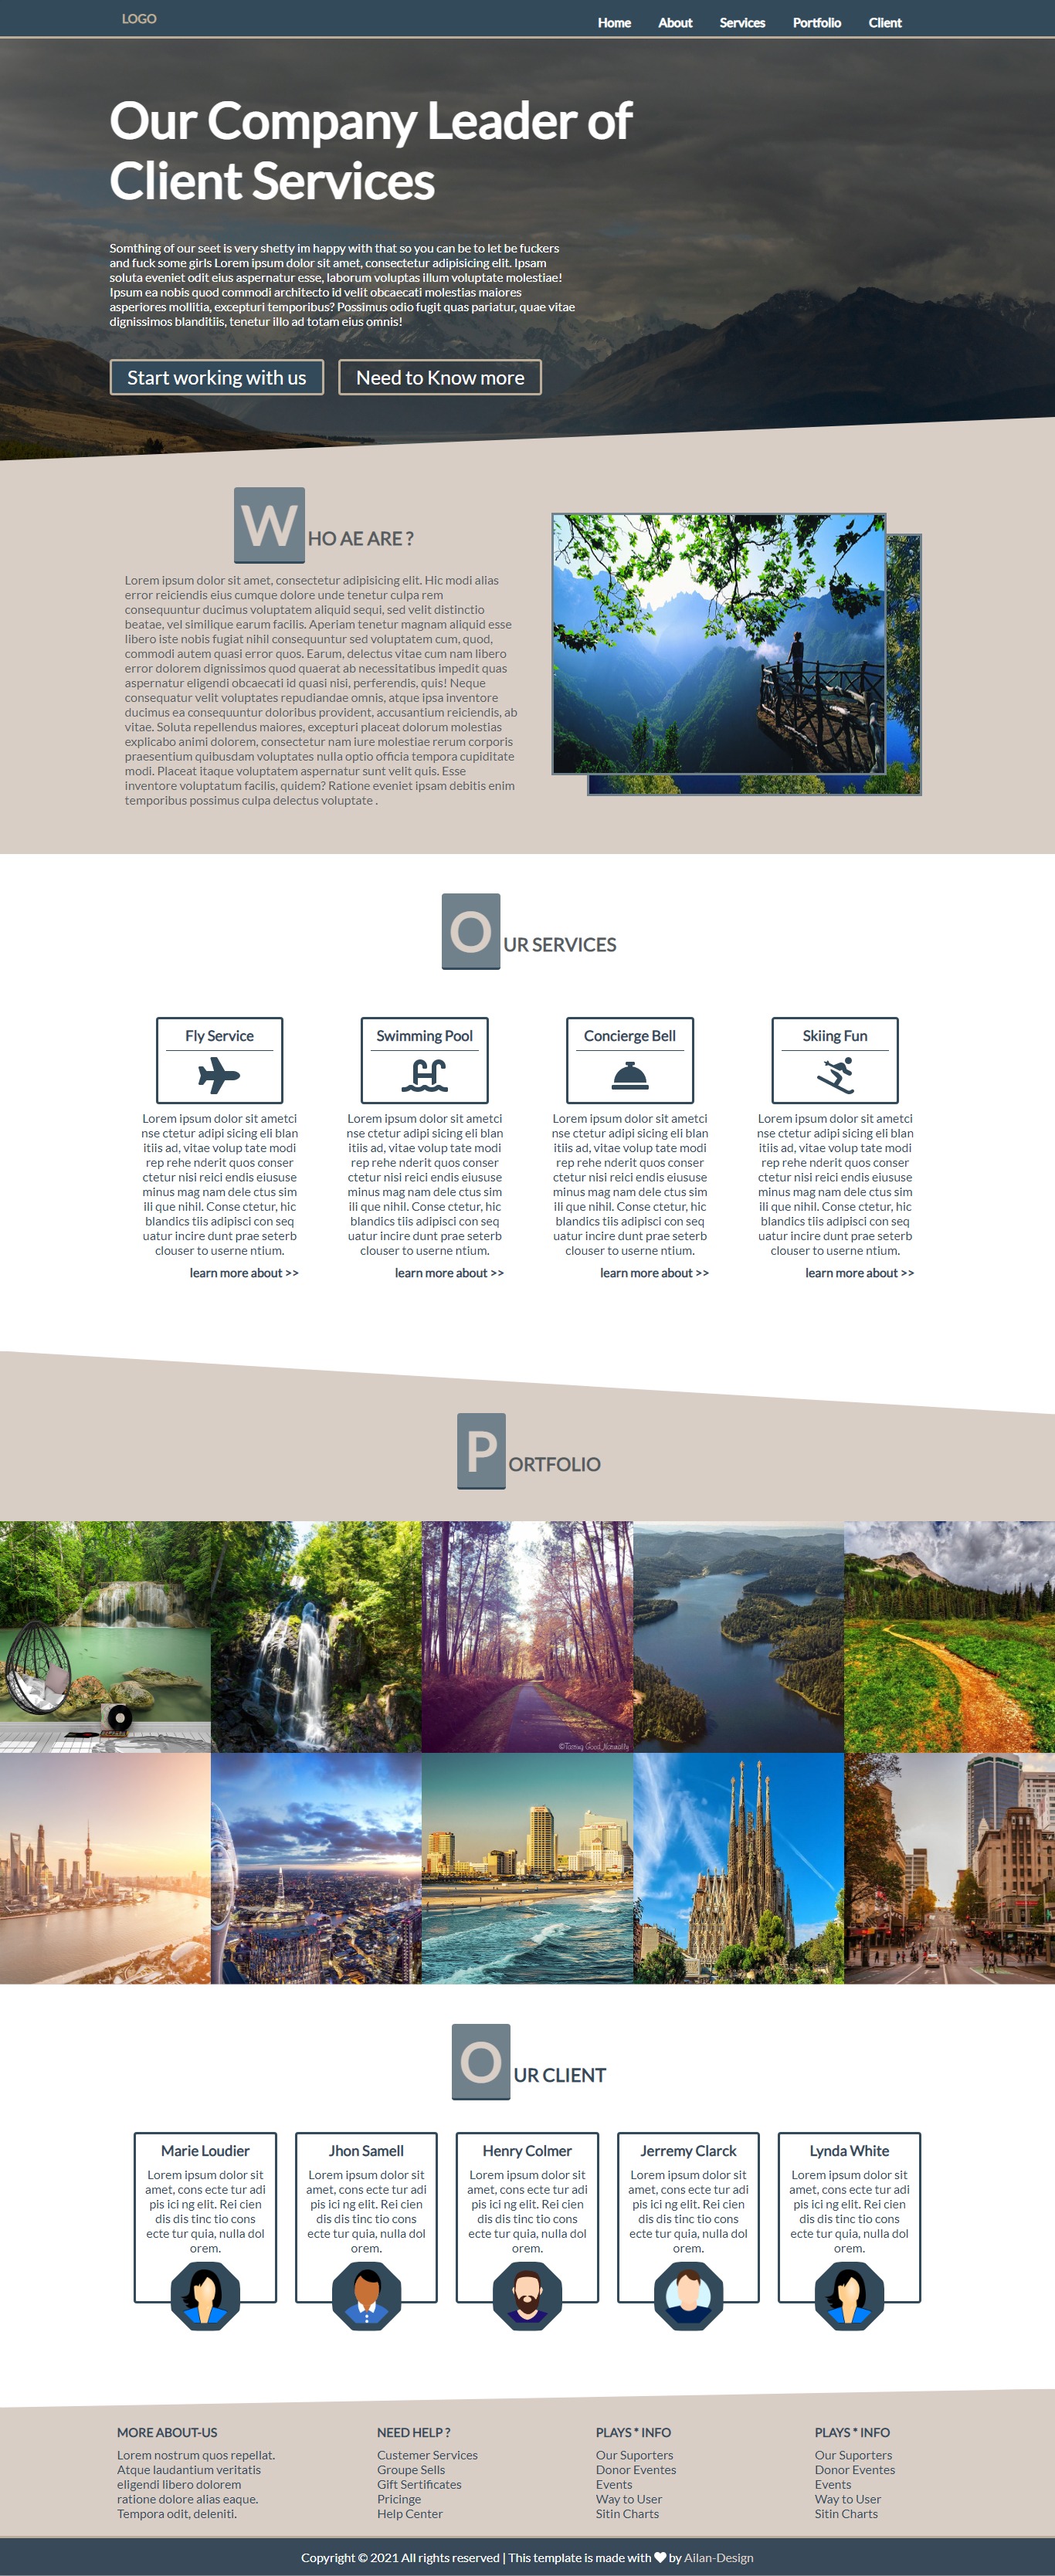 LOGO
Home About Services Portfolio Client
Our Company Leader of
Client Services
Somthing of our seet is very shetty im happy with that so you can be to let be fuckers
and fuck some girls Lorem ipsum dolor sit amet, consectetur adipisicing elit. Ipsam
soluta eveniet odit eius aspernatur esse, laborum voluptas illum voluptate molestiae!
Ipsum ea nobis quod commodi architecto id velit obcaecati molestias maiores
asperiores mollitia, excepturi temporibus? Possimus odio fugit quas pariatur, quae vitae
dignissimos blanditiis, tenetur illo ad totam eius omnis!
Start working with us Need to Know more
WHO AE ARE ?
Lorem ipsum dolor sit amet, consectetur adipisicing elit. Hic modi alias
error reiciendis eius cumque dolore unde tenetur culpa rem
consequuntur ducimus voluptatem aliquid sequi, sed velit distinctio
beatae, vel similique earum facilis. Aperiam tenetur magnam aliquid esse
libero iste nobis fugiat nihil consequuntur sed voluptatem cum, quod,
commodi autem quasi error quos. Earum, delectus vitae cum nam libero
error dolorem dignissimos quod quaerat ab necessitatibus impedit quas
aspernatur eligendi obcaecati id quasi nisi, perferendis, quis! Neque
consequatur velit voluptates repudiandae omnis, atque ipsa inventore
ducimus ea consequuntur doloribus provident, accusantium reiciendis, ab
vitae. Soluta repellendus maiores, excepturi placeat dolorum molestias
explicabo animi dolorem, consectetur nam iure molestiae rerum corporis
praesentium quibusdam voluptates nulla optio officia tempora cupiditate
modi. Placeat itaque voluptatem aspernatur sunt velit quis. Esse
inventore voluptatum facilis, quidem? Ratione eveniet ipsam debitis enim
temporibus possimus culpa delectus voluptate .
OUR SERVICES
Fly Service
Lorem ipsum dolor sit ametci
nse ctetur adipi sicing eli blan
itiis ad, vitae volup tate modi
rep rehe nderit quos conser
ctetur nisi reici endis eiususe
minus mag nam dele ctus sim
ili que nihil. Conse ctetur, hic
blandics tiis adipisci con seq
uatur incire dunt prae seterb
clouser to userne ntium.
learn more about >>
Swimming Pool
Lorem ipsum dolor sit ametci
nse ctetur adipi sicing eli blan
itiis ad, vitae volup tate modi
rep rehe nderit quos conser
ctetur nisi reici endis eiususe
minus mag nam dele ctus sim
ili que nihil. Conse ctetur, hic
blandics tiis adipisci con seq
uatur incire dunt prae seterb
clouser to userne ntium.
learn more about >>
Concierge Bell
Lorem ipsum dolor sit ametci
nse ctetur adipi sicing eli blan
itiis ad, vitae volup tate modi
rep rehe nderit quos conser
ctetur nisi reici endis eiususe
minus mag nam dele ctus sim
ili que nihil. Conse ctetur, hic
blandics tiis adipisci con seq
uatur incire dunt prae seterb
clouser to userne ntium.
learn more about >>
Skiing Fun
Lorem ipsum dolor sit ametci
nse ctetur adipi sicing eli blan
itiis ad, vitae volup tate modi
rep rehe nderit quos conser
ctetur nisi reici endis eiususe
minus mag nam dele ctus sim
ili que nihil. Conse ctetur, hic
blandics tiis adipisci con seq
uatur incire dunt prae seterb
clouser to userne ntium.
learn more about >>
PORTFOLIO
OUR CLIENT
Marie Loudier
Lorem ipsum dolor sit
amet, cons ecte tur adi
pis ici ng elit. Rei cien
dis dis tinc tio cons
ecte tur quia, nulla dol
orem.
Jhon Samell
Lorem ipsum dolor sit
amet, cons ecte tur adi
pis ici ng elit. Rei cien
dis dis tinc tio cons
ecte tur quia, nulla dol
orem.
Henry Colmer
Lorem ipsum dolor sit
amet, cons ecte tur adi
pis ici ng elit. Rei cien
dis dis tinc tio cons
ecte tur quia, nulla dol
orem.
Jerremy Clarck
Lorem ipsum dolor sit
amet, cons ecte tur adi
pis ici ng elit. Rei cien
dis dis tinc tio cons
ecte tur quia, nulla dol
orem.
Lynda White
Lorem ipsum dolor sit
amet, cons ecte tur adi
pis ici ng elit. Rei cien
dis dis tinc tio cons
ecte tur quia, nulla dol
orem.
MORE ABOUT-US
Lorem nostrum quos repellat.
Atque laudantium veritatis
eligendi libero dolorem
ratione dolore alias eaque.
Tempora odit, deleniti.
NEED HELP ?
Custemer Services
Groupe Sells
Gift Sertificates
Pricinge
Help Center
PLAYS * INFO
Our Suporters
Donor Eventes
Events
Way to User
Sitin Charts
PLAYS * INFO
Our Suporters
Donor Eventes
Events
Way to User
Sitin Charts
Copyright © 2021 All rights reserved | This template is made with ♥ by Ailan-Design